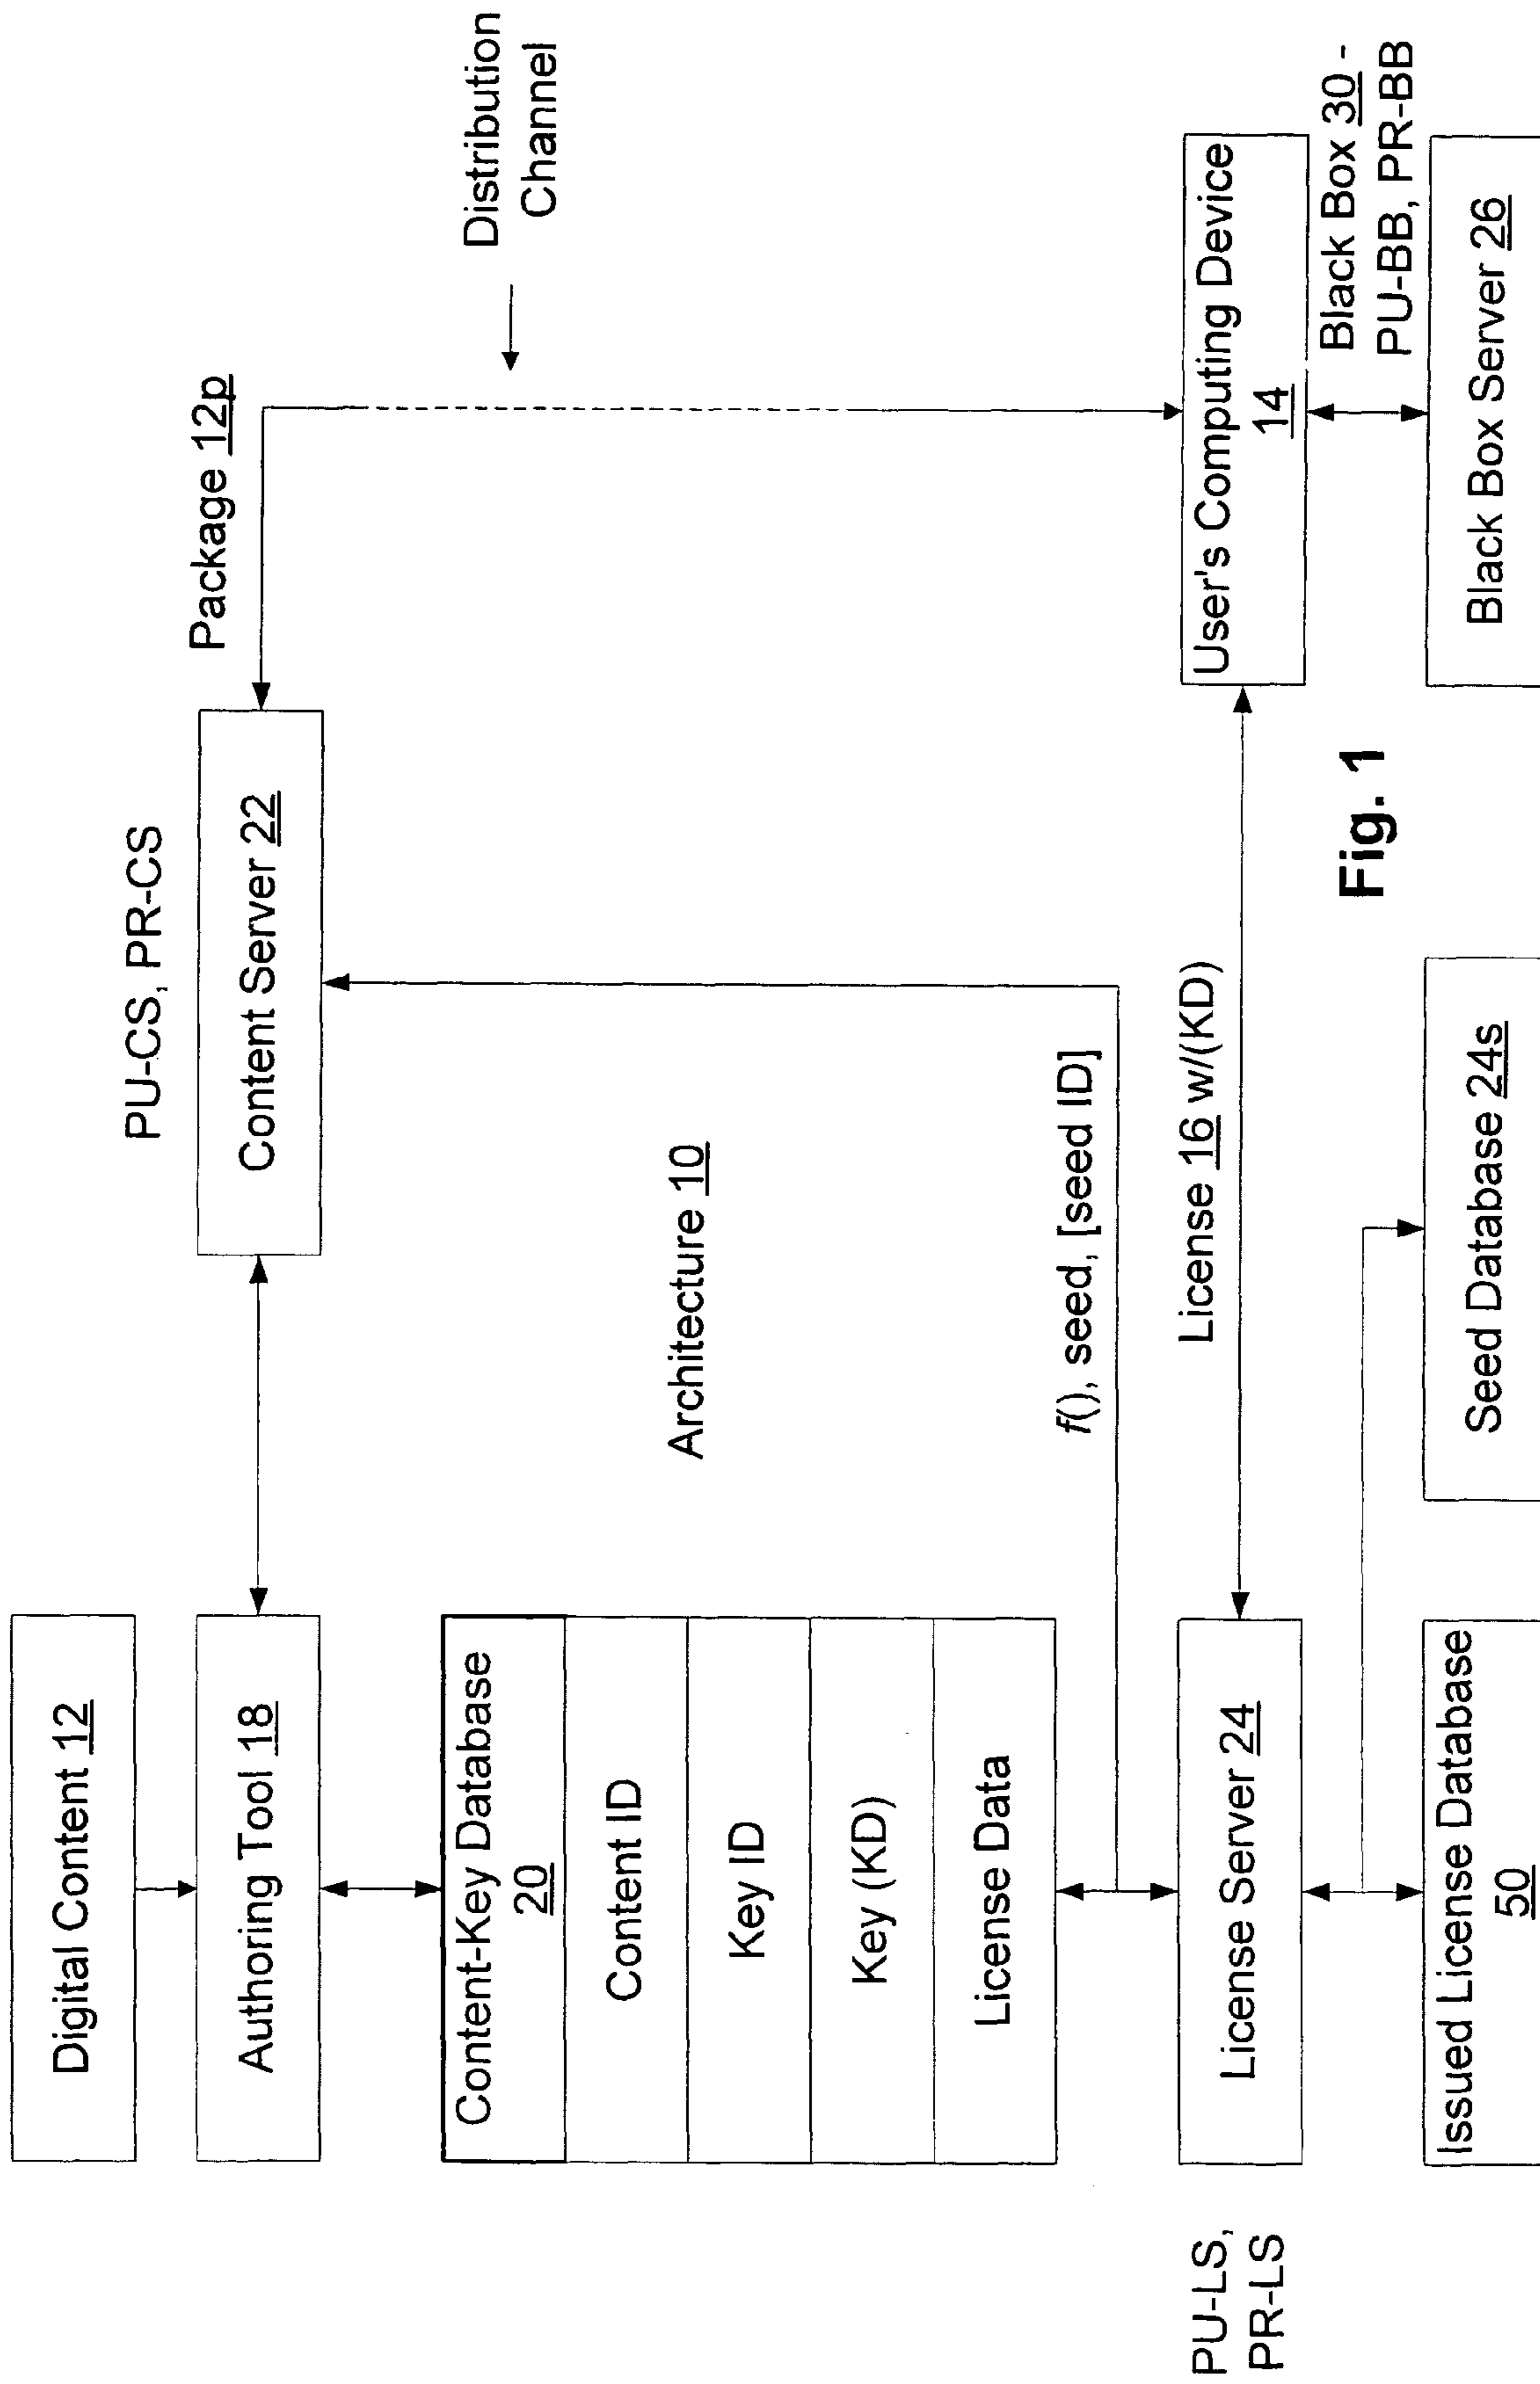 Digital Content 12
Authoring Tool 18
Content-Key Database
20
Content ID
Key ID
Key (KD)
License Data
PU-LS,
PR-LS
License Server 24
Issued License Database
50
PU-CS, PR-CS
Content Server 22
Architecture 10
f(), seed, [seed ID]
License 16 w/(KD)
Seed Database 24s
Package 12p
Distribution
Channel
User's Computing Device
14
Black Box 30 -
PU-BB, PR-BB
Black Box Server 26
Fig. 1